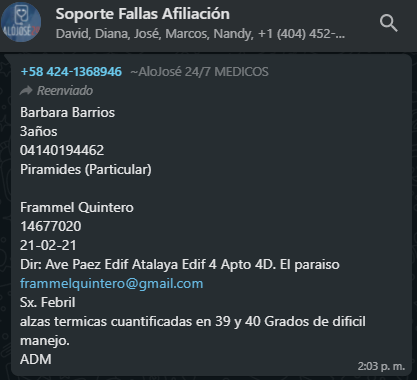 Soporte Fallas Afiliación
David, Diana, José, Marcos, Nandy, +1 (404) 452-...
ALOJOSÉ
+58 424-1368946 ~AloJosé 24/7 MEDICOS
Reenviado
Barbara Barrios
3años
04140194462
Piramides (Particular)
Frammel Quintero
14677020
21-02-21
Dir: Ave Paez Edif Atalaya Edif 4 Apto 4D. El paraiso
frammelquintero@gmail.com
Sx. Febril
alzas termicas cuantificadas en 39 y 40 Grados de dificil
manejo.
ADM
2:03 p. m.